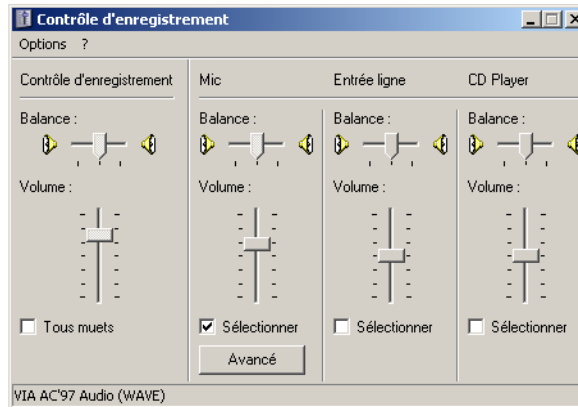 Contrôle d'enregistrement
Options ?
Contrôle d'enregistrement
Balance :
Volume :
Tous muets
Mic
Balance :
Volume :
Sélectionner
Avancé
Entrée ligne
Balance :
Volume :
Sélectionner
CD Player
Balance :
Volume :
Sélectionner
VIA AC'97 Audio (WAVE)